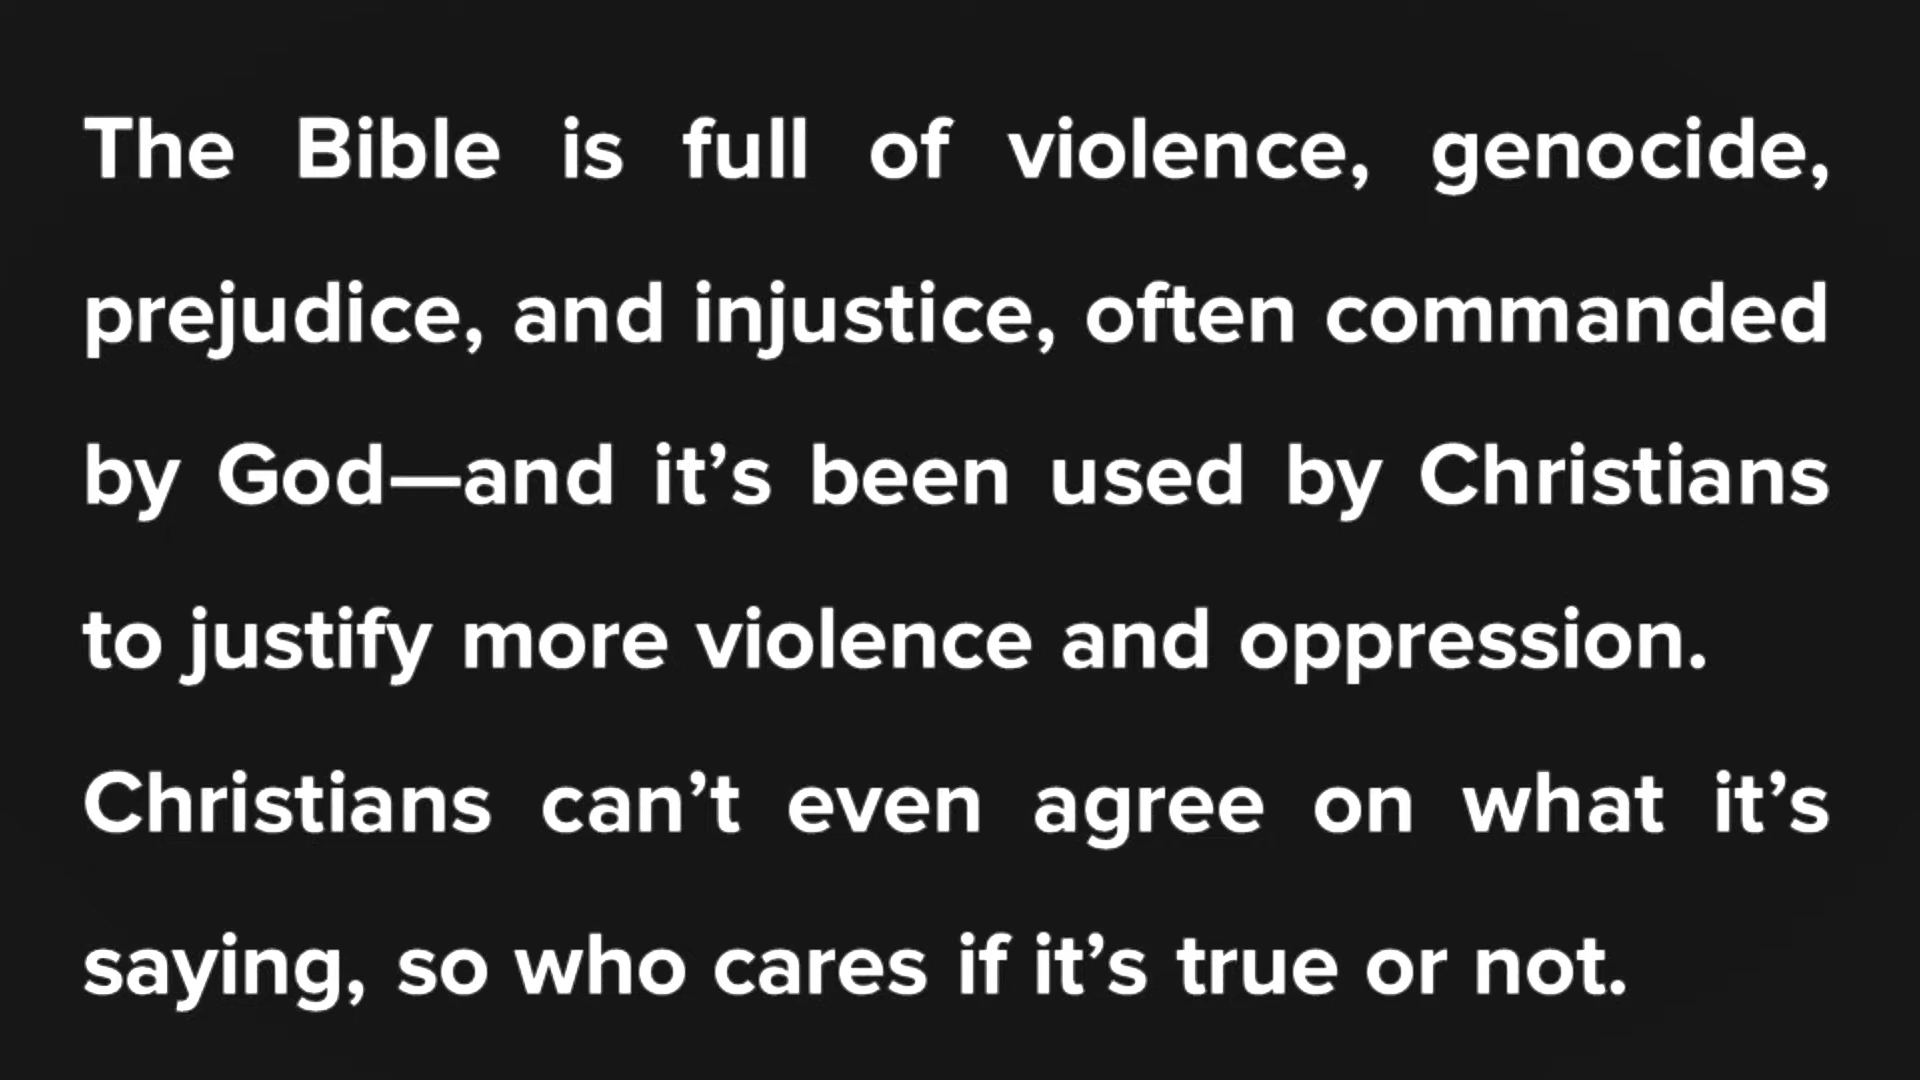 The Bible is full of violence, genocide,
prejudice, and injustice, often commanded
by God—and it’s been used by Christians
to justify more violence and oppression.
Christians can’t even agree on what it’s
saying, so who cares if it’s true or not.